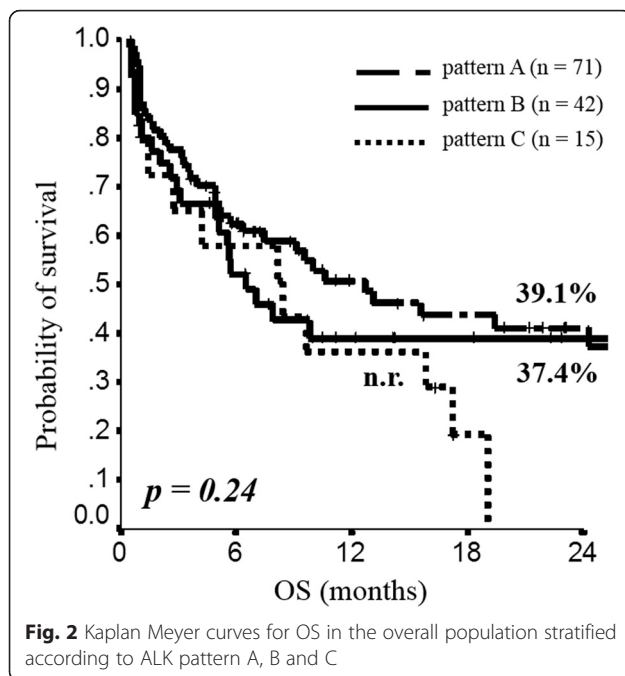 1.0
.9
.8
.7
.6
.5
.4
.3
.2
.1
0.0
Probability of survival
pattern A (n = 71)
pattern B (n = 42)
pattern C (n = 15)
39.1%
37.4%
n.r.
p = 0.24
0 6 12 18 24
OS (months)
Fig. 2 Kaplan Meyer curves for OS in the overall population stratified
according to ALK pattern A, B and C